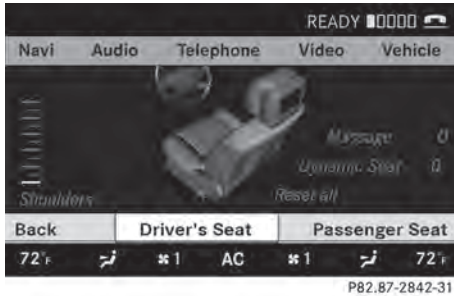 READY
Navi Audio Telephone Video Vehicle
Massage 0
Dynamic Seat 0
Shoulders
Reset all
Back Driver's Seat Passenger Seat
72°F 1 AC 1 72°F
P82.87-2842-31